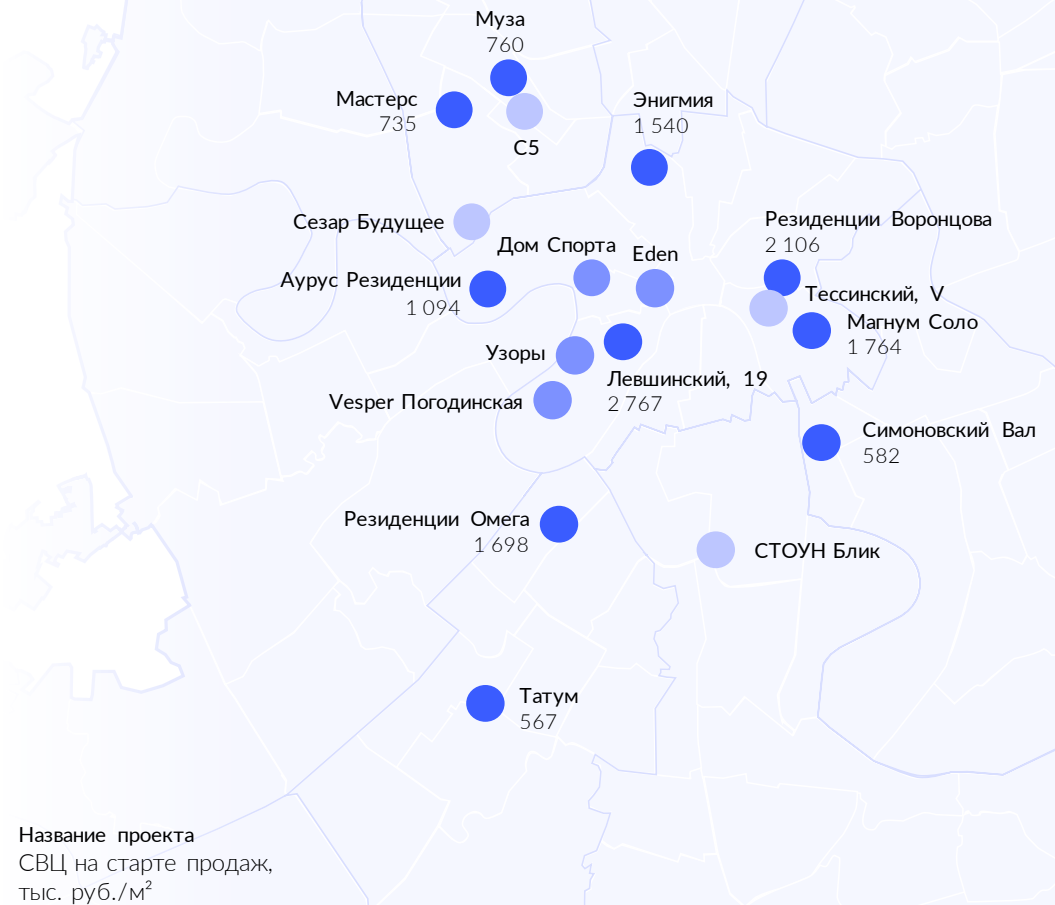 Муза
760
Мастерс
735
С5
Энигмия
1 540
Сезар Будущее
Резиденции Воронцова
2 106
Дом Спорта
Eden
Аурус Резиденции
1 094
Тессинский, V
Магнум Соло
1 764
Узоры
Левшинский, 19
2 767
Vesper Погодинская
Симоновский Вал
582
Резиденции Омега
1 698
СТОУН Блик
Татум
567
Название проекта
СВЦ на старте продаж,
тыс. руб./м²